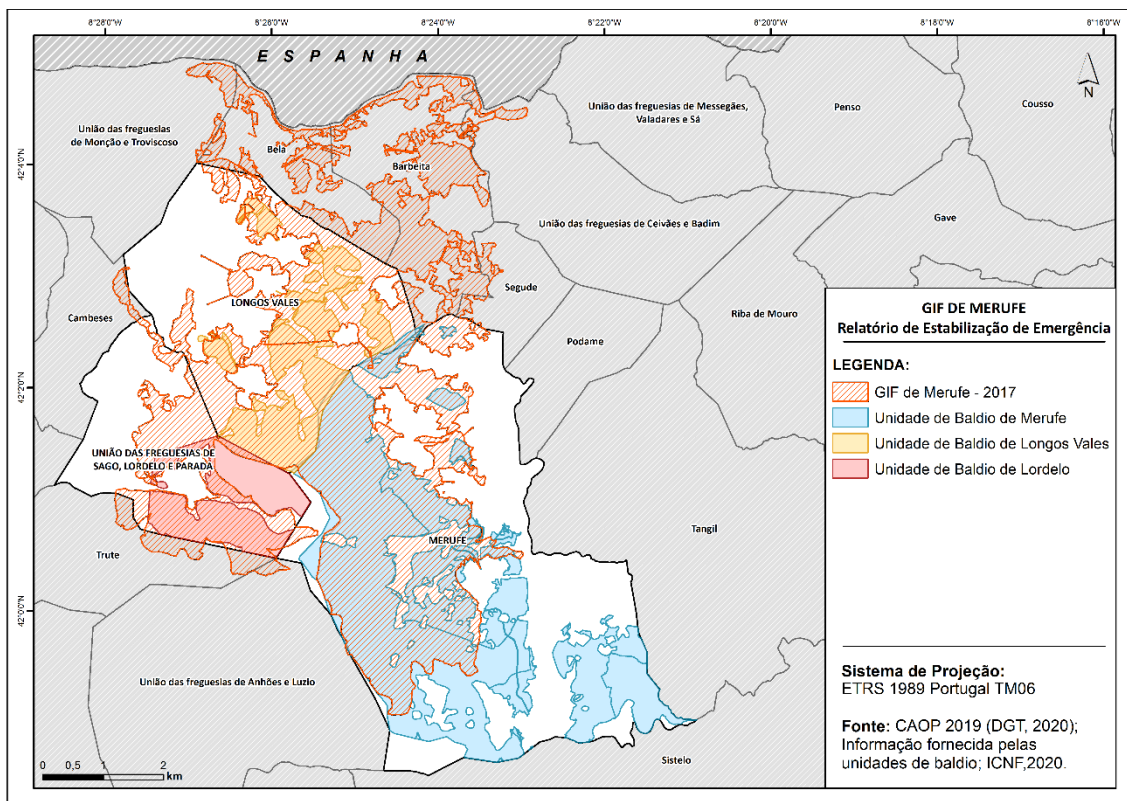 8°28'0"W
8°26'0"W
8°24'0"W
8°22'0"W
8°20'0"W
8°18'0"W
8°16'0"W
ESPANHA
N
União das freguesias
de Monção e Troviscoso
Bela
Barbeita
União das freguesias de Messegães,
Valadares e Sá
Penso
Cousso
42°4'0"N
União das freguesias de Ceivães e Badim
Gave
LONGOS VALES
Segude
Cambeses
Podame
Riba de Mouro
42°2'0"N
UNIÃO DAS FREGUESIAS DE
SAGO, LORDELO E PARADA
Tangil
MERUFE
Trute
42°0'0"N
União das freguesias de Anhões e Luzio
Sistelo
0 0,5 1 2
km
GIF DE MERUFE
Relatório de Estabilização de Emergência
LEGENDA:
GIF de Merufe - 2017
Unidade de Baldio de Merufe
Unidade de Baldio de Longos Vales
Unidade de Baldio de Lordelo
Sistema de Projeção:
ETRS 1989 Portugal TM06
Fonte: CAOP 2019 (DGT, 2020);
Informação fornecida pelas
unidades de baldio; ICNF,2020.